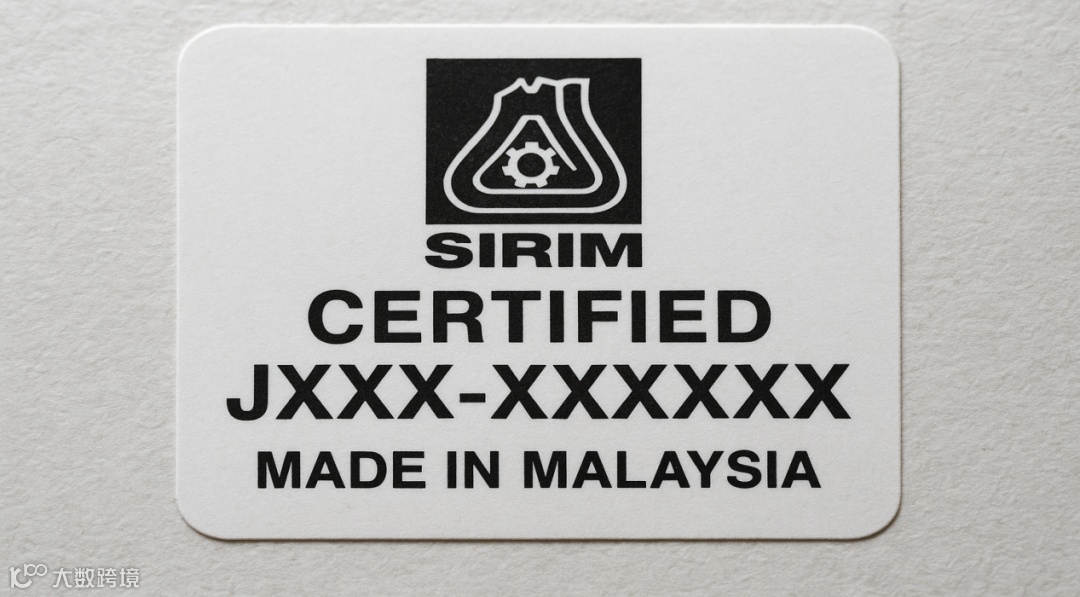 SIRIM
CERTIFIED
JXXX-XXXXXX
MADE IN MALAYSIA
大数跨境